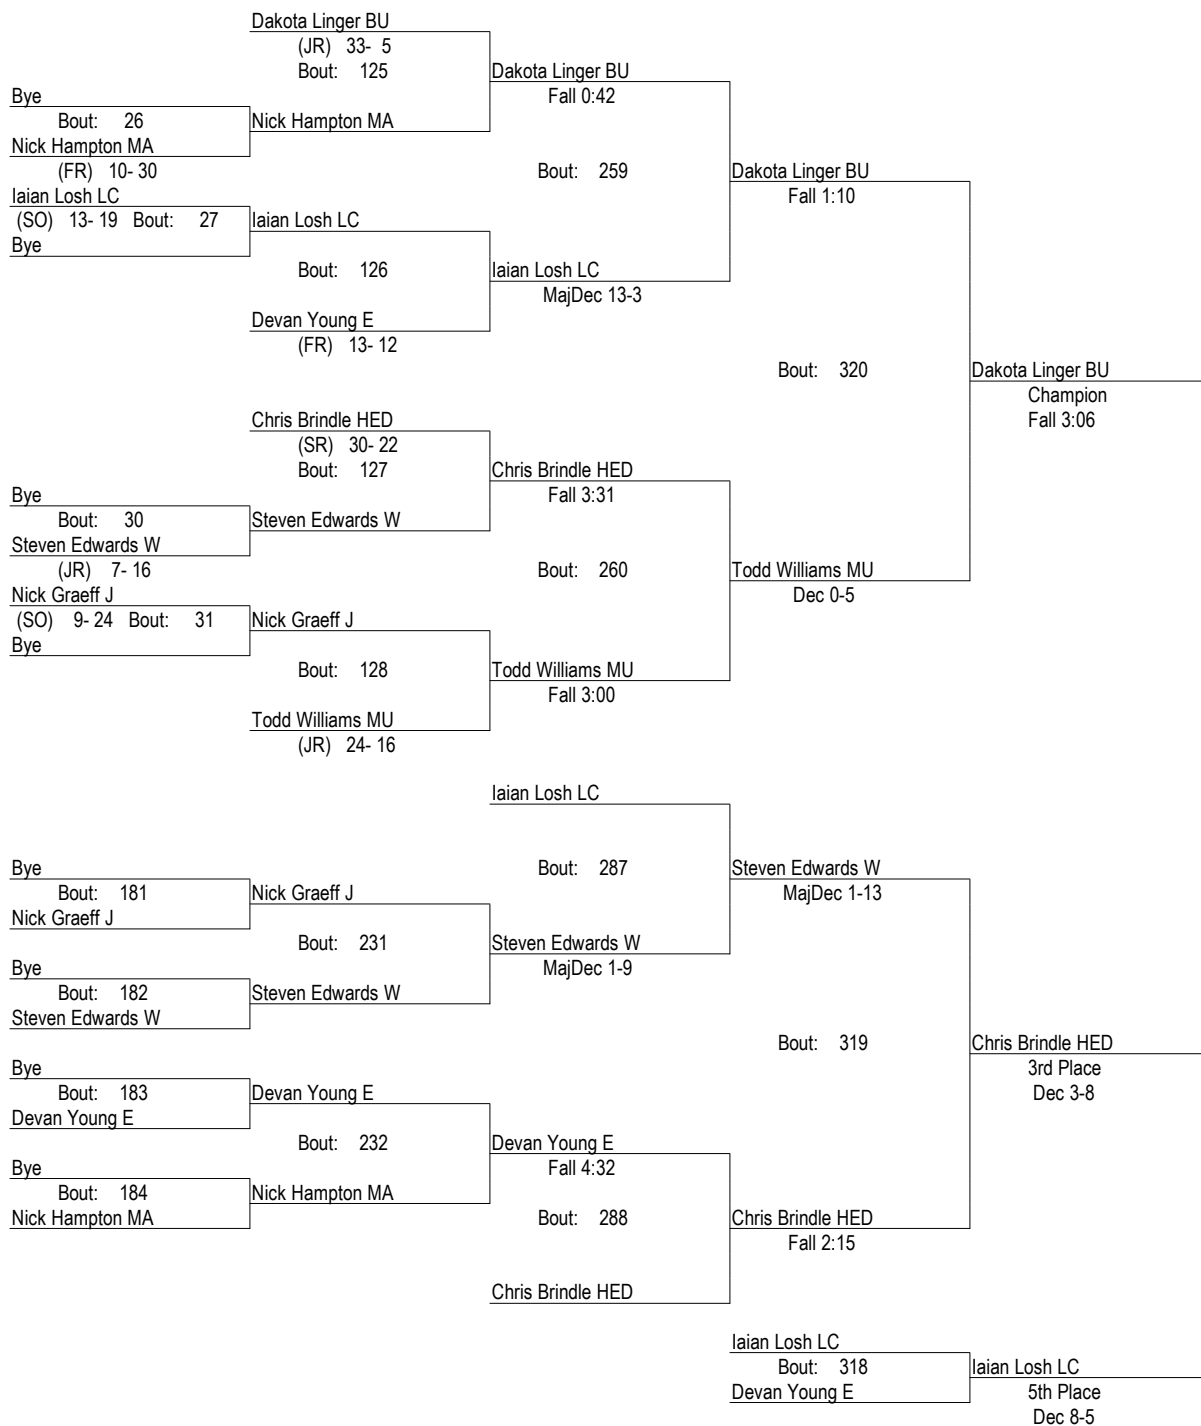 Dakota Linger BU
(JR) 33- 5
Bout: 125
Dakota Linger BU
Fall 0:42
Bye
Bout: 26
Nick Hampton MA
Nick Hampton MA
(FR) 10- 30
Bout: 259
Dakota Linger BU
Fall 1:10
Iaian Losh LC
(SO) 13- 19 Bout: 27
Iaian Losh LC
Bye
Bout: 126
Iaian Losh LC
MajDec 13-3
Devan Young E
(FR) 13- 12
Bout: 320
Dakota Linger BU
Champion
Fall 3:06
Chris Brindle HED
(SR) 30- 22
Bout: 127
Chris Brindle HED
Fall 3:31
Bye
Bout: 30
Steven Edwards W
Steven Edwards W
(JR) 7- 16
Bout: 260
Todd Williams MU
Dec 0-5
Nick Graeff J
(SO) 9- 24 Bout: 31
Nick Graeff J
Bye
Bout: 128
Todd Williams MU
Fall 3:00
Todd Williams MU
(JR) 24- 16
Iaian Losh LC
Bout: 287
Steven Edwards W
MajDec 1-13
Bye
Bout: 181
Nick Graeff J
Nick Graeff J
Bout: 231
Steven Edwards W
MajDec 1-9
Bye
Bout: 182
Steven Edwards W
Steven Edwards W
Bout: 319
Chris Brindle HED
3rd Place
Dec 3-8
Bye
Bout: 183
Devan Young E
Devan Young E
Bout: 232
Devan Young E
Fall 4:32
Bye
Bout: 184
Nick Hampton MA
Nick Hampton MA
Bout: 288
Chris Brindle HED
Fall 2:15
Chris Brindle HED
Iaian Losh LC
Bout: 318
Iaian Losh LC
Devan Young E
5th Place
Dec 8-5